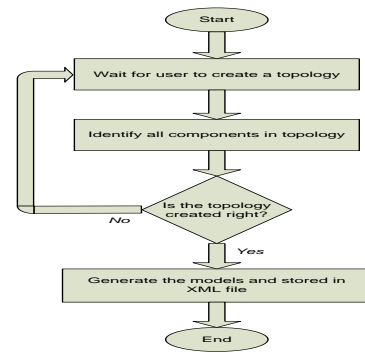 Start
Wait for user to create a topology
Identify all components in topology
Is the topology
created right?
No
Yes
Generate the models and stored in
XML file
End